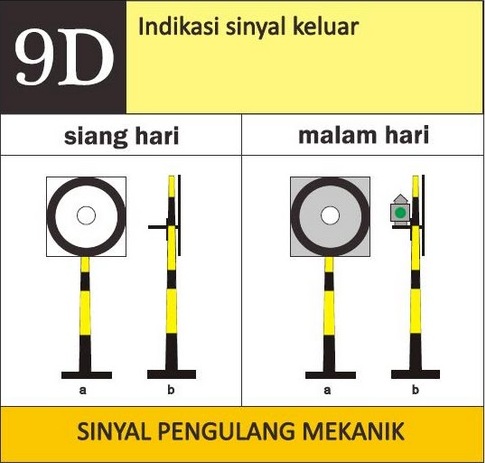 9D
Indikasi sinyal keluar
siang hari
malam hari
a
b
a
b
SINYAL PENGULANG MEKANIK